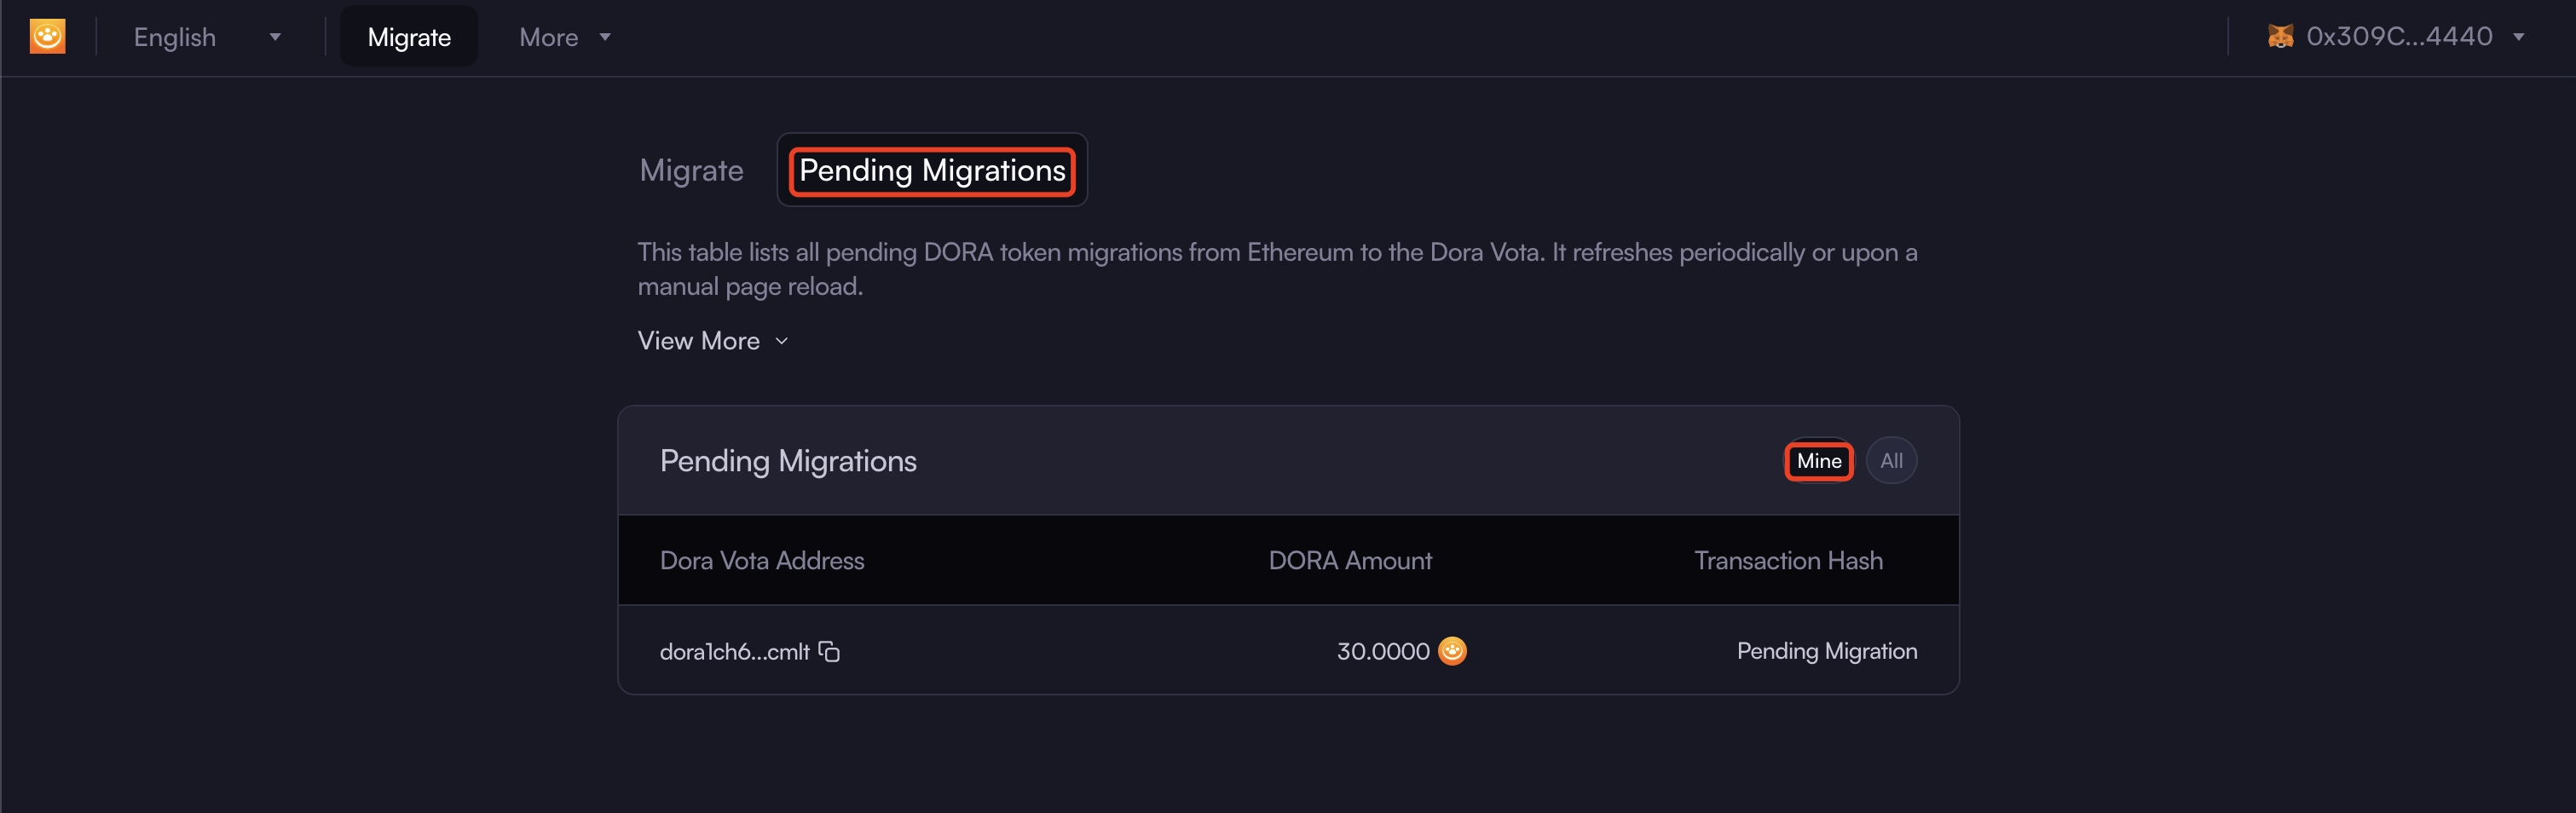 English
Migrate
More
0x309C...4440
Migrate
Pending Migrations
This table lists all pending DORA token migrations from Ethereum to the Dora Vota. It refreshes periodically or upon a
manual page reload.
View More
Pending Migrations
Mine
All
Dora Vota Address
DORA Amount
Transaction Hash
dora1ch6...cmlt
30.0000
Pending Migration